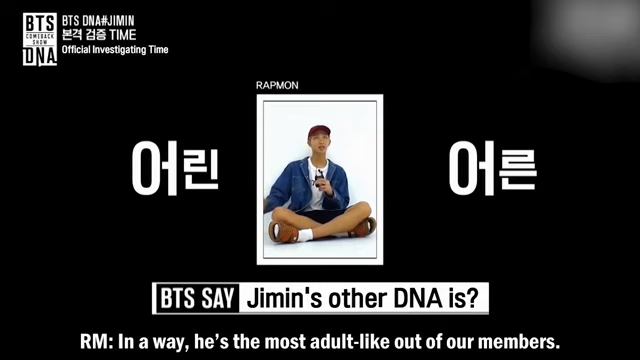 BTS
COMEBACK
SHOW
DNA
BTS DNA#JIMIN
본격 검증 TIME
Official Investigating Time
RAPMON
어린
어른
BTS SAY Jimin's other DNA is?
RM: In a way, he's the most adult-like out of our members.